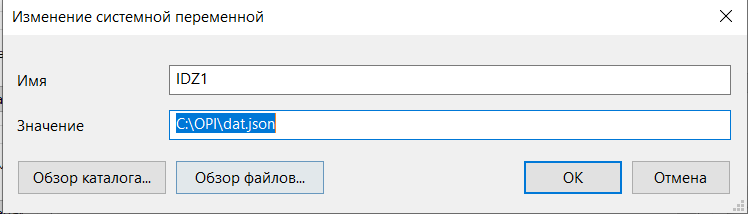 Изменение системной переменной
Имя
IDZ1
Значение
C:\OPI\dat.json
Обзор каталога...
Обзор файлов...
OK
Отмена